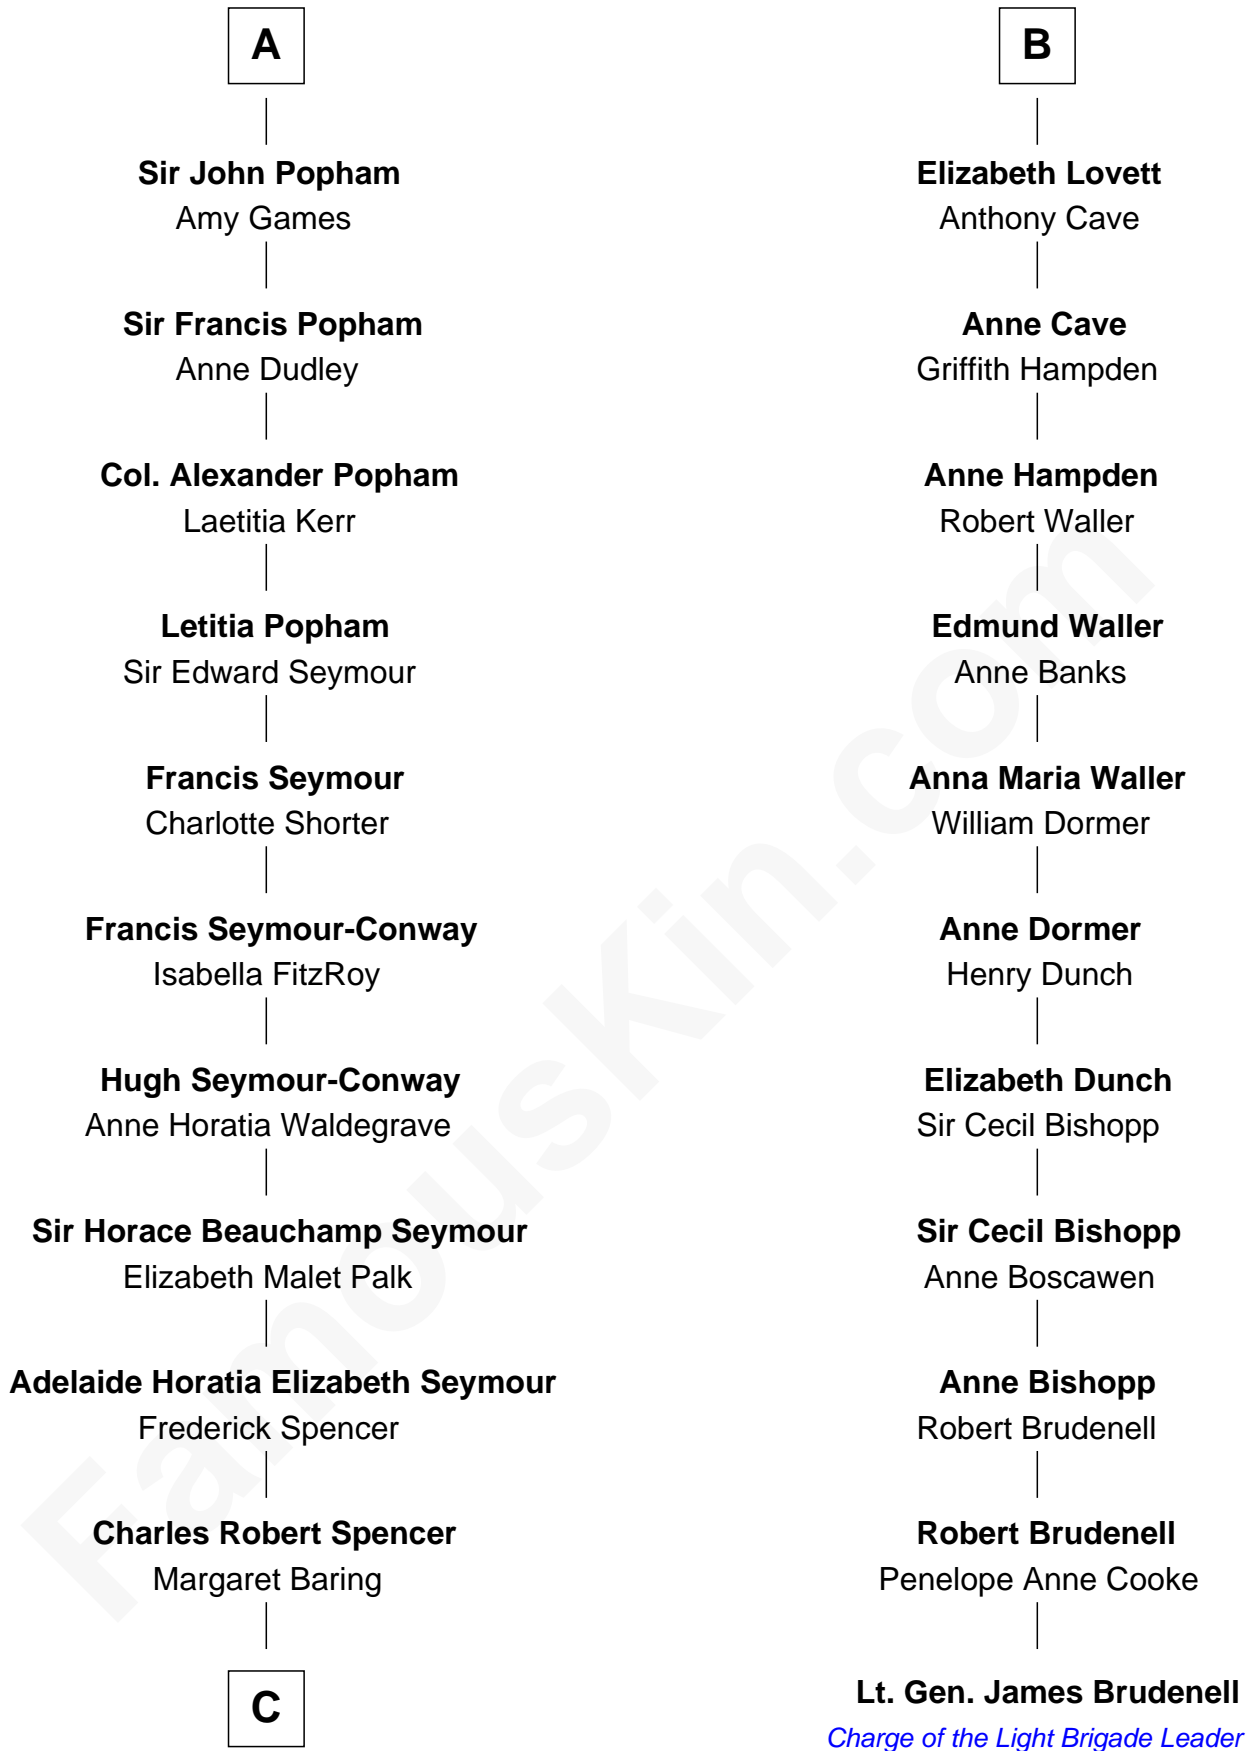 A
Sir John Popham
Amy Games
Sir Francis Popham
Anne Dudley
Col. Alexander Popham
Laetitia Kerr
Letitia Popham
Sir Edward Seymour
Francis Seymour
Charlotte Shorter
Francis Seymour-Conway
Isabella FitzRoy
Hugh Seymour-Conway
Anne Horatia Waldegrave
Sir Horace Beauchamp Seymour
Elizabeth Malet Palk
Adelaide Horatia Elizabeth Seymour
Frederick Spencer
Charles Robert Spencer
Margaret Baring
C
B
Elizabeth Lovett
Anthony Cave
Anne Cave
Griffith Hampden
Anne Hampden
Robert Waller
Edmund Waller
Anne Banks
Anna Maria Waller
William Dormer
Anne Dormer
Henry Dunch
Elizabeth Dunch
Sir Cecil Bishopp
Sir Cecil Bishopp
Anne Boscawen
Anne Bishopp
Robert Brudenell
Robert Brudenell
Penelope Anne Cooke
Lt. Gen. James Brudenell
Charge of the Light Brigade Leader
FamousKin.com